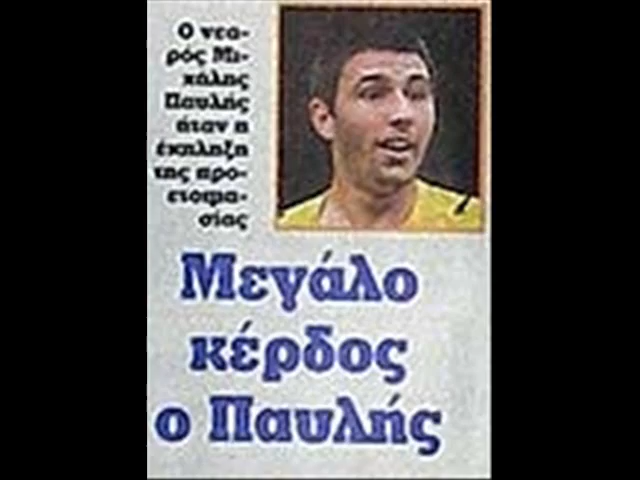 Ο νεα-
ρός Μι-
χάλης
Παυλής
ήταν η
έκπληξη
της προ-
ετοιμα-
σίας
Μεγάλο
κέρδος
ο Παυλής